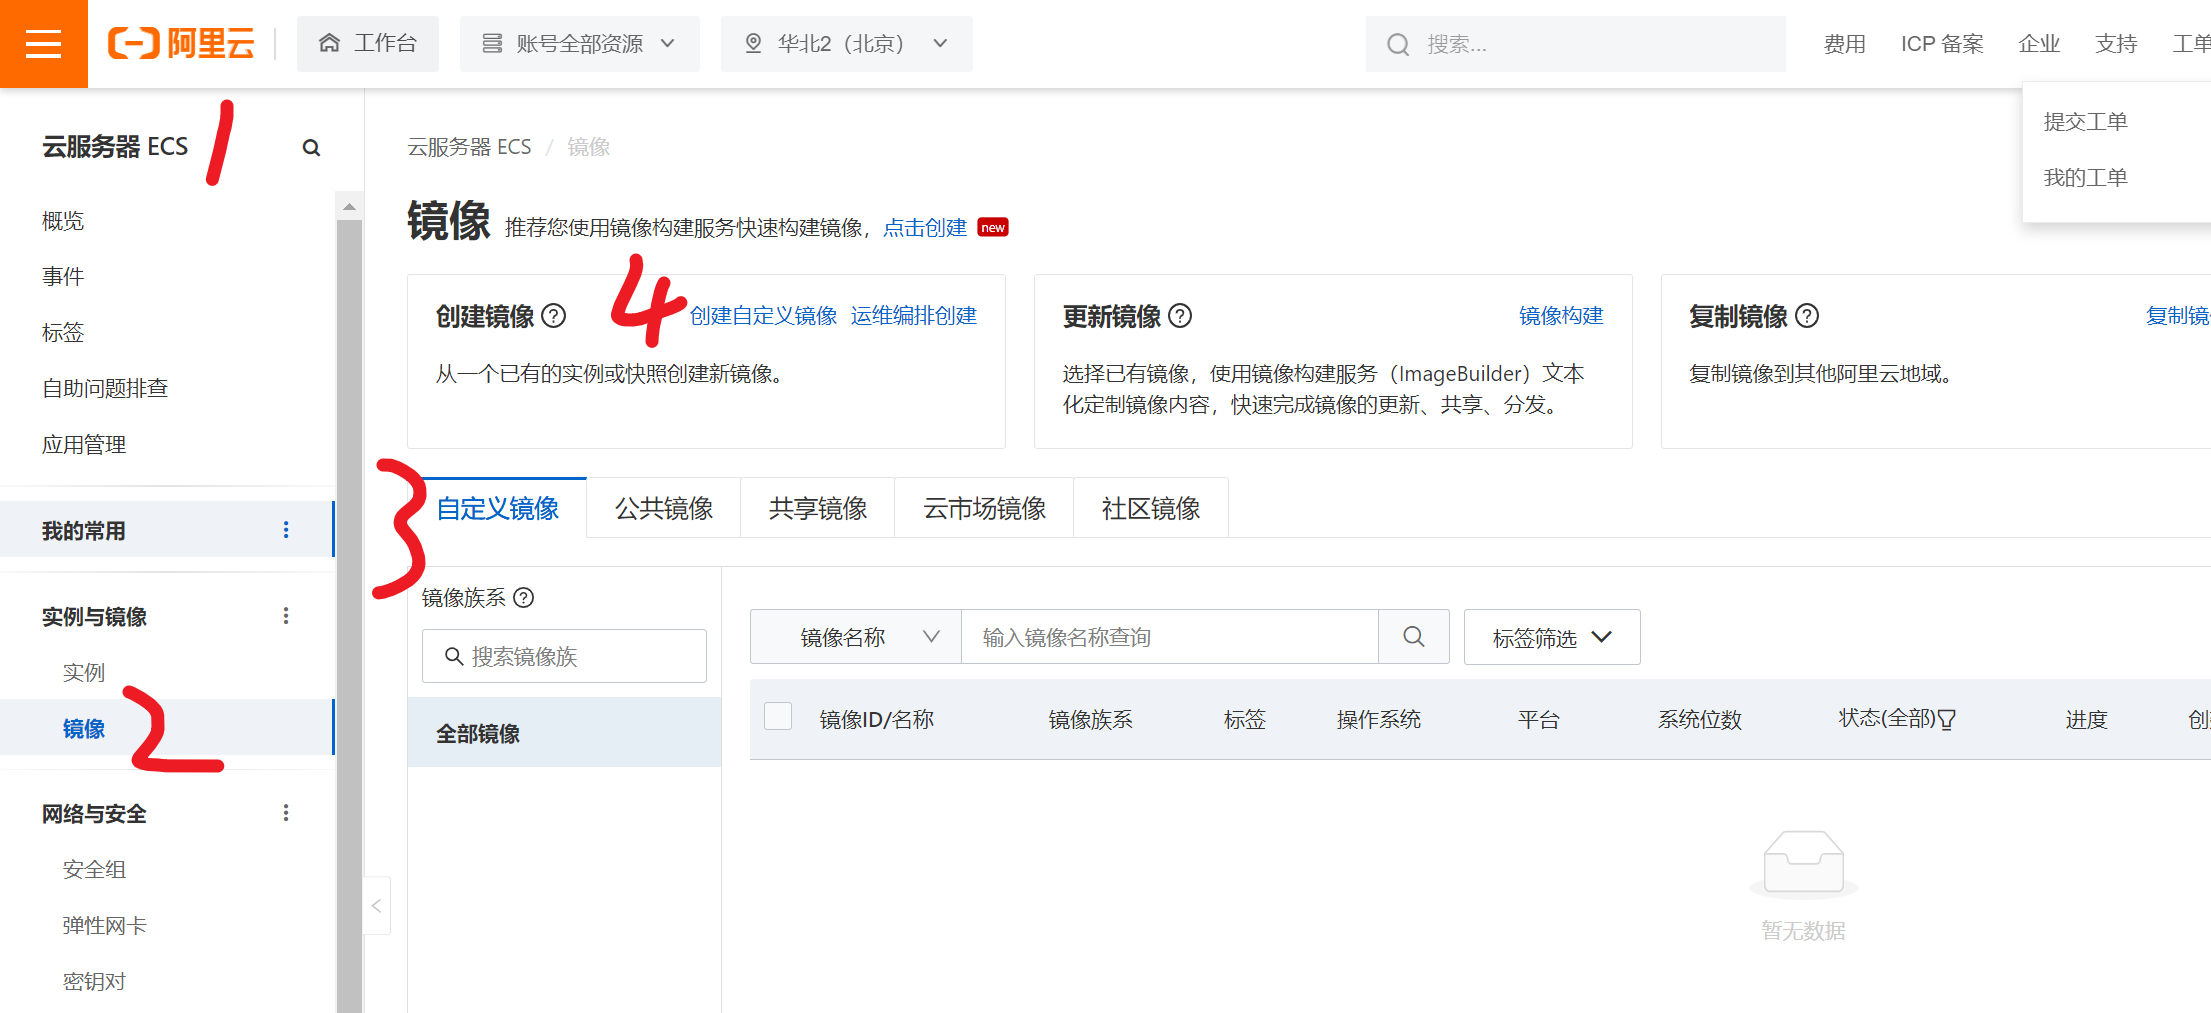 阿里云
工作台
账号全部资源
华北2（北京）
搜索...
费用
ICP 备案
企业
支持
工单
提交工单
我的工单
云服务器 ECS
1
概览
事件
标签
自助问题排查
应用管理
我的常用
实例与镜像
实例
镜像
2
网络与安全
安全组
弹性网卡
密钥对
云服务器 ECS / 镜像
镜像 推荐您使用镜像构建服务快速构建镜像，点击创建 new
创建镜像 ?
4
创建自定义镜像 运维编排创建
从一个已有的实例或快照创建新镜像。
更新镜像 ?
镜像构建
选择已有镜像，使用镜像构建服务（ImageBuilder）文本
化定制镜像内容，快速完成镜像的更新、共享、分发。
复制镜像 ?
复制镜
复制镜像到其他阿里云地域。
3
自定义镜像
公共镜像
共享镜像
云市场镜像
社区镜像
镜像族系 ?
搜索镜像族
全部镜像
镜像名称
输入镜像名称查询
标签筛选
镜像ID/名称
镜像族系
标签
操作系统
平台
系统位数
状态(全部)
进度
暂无数据